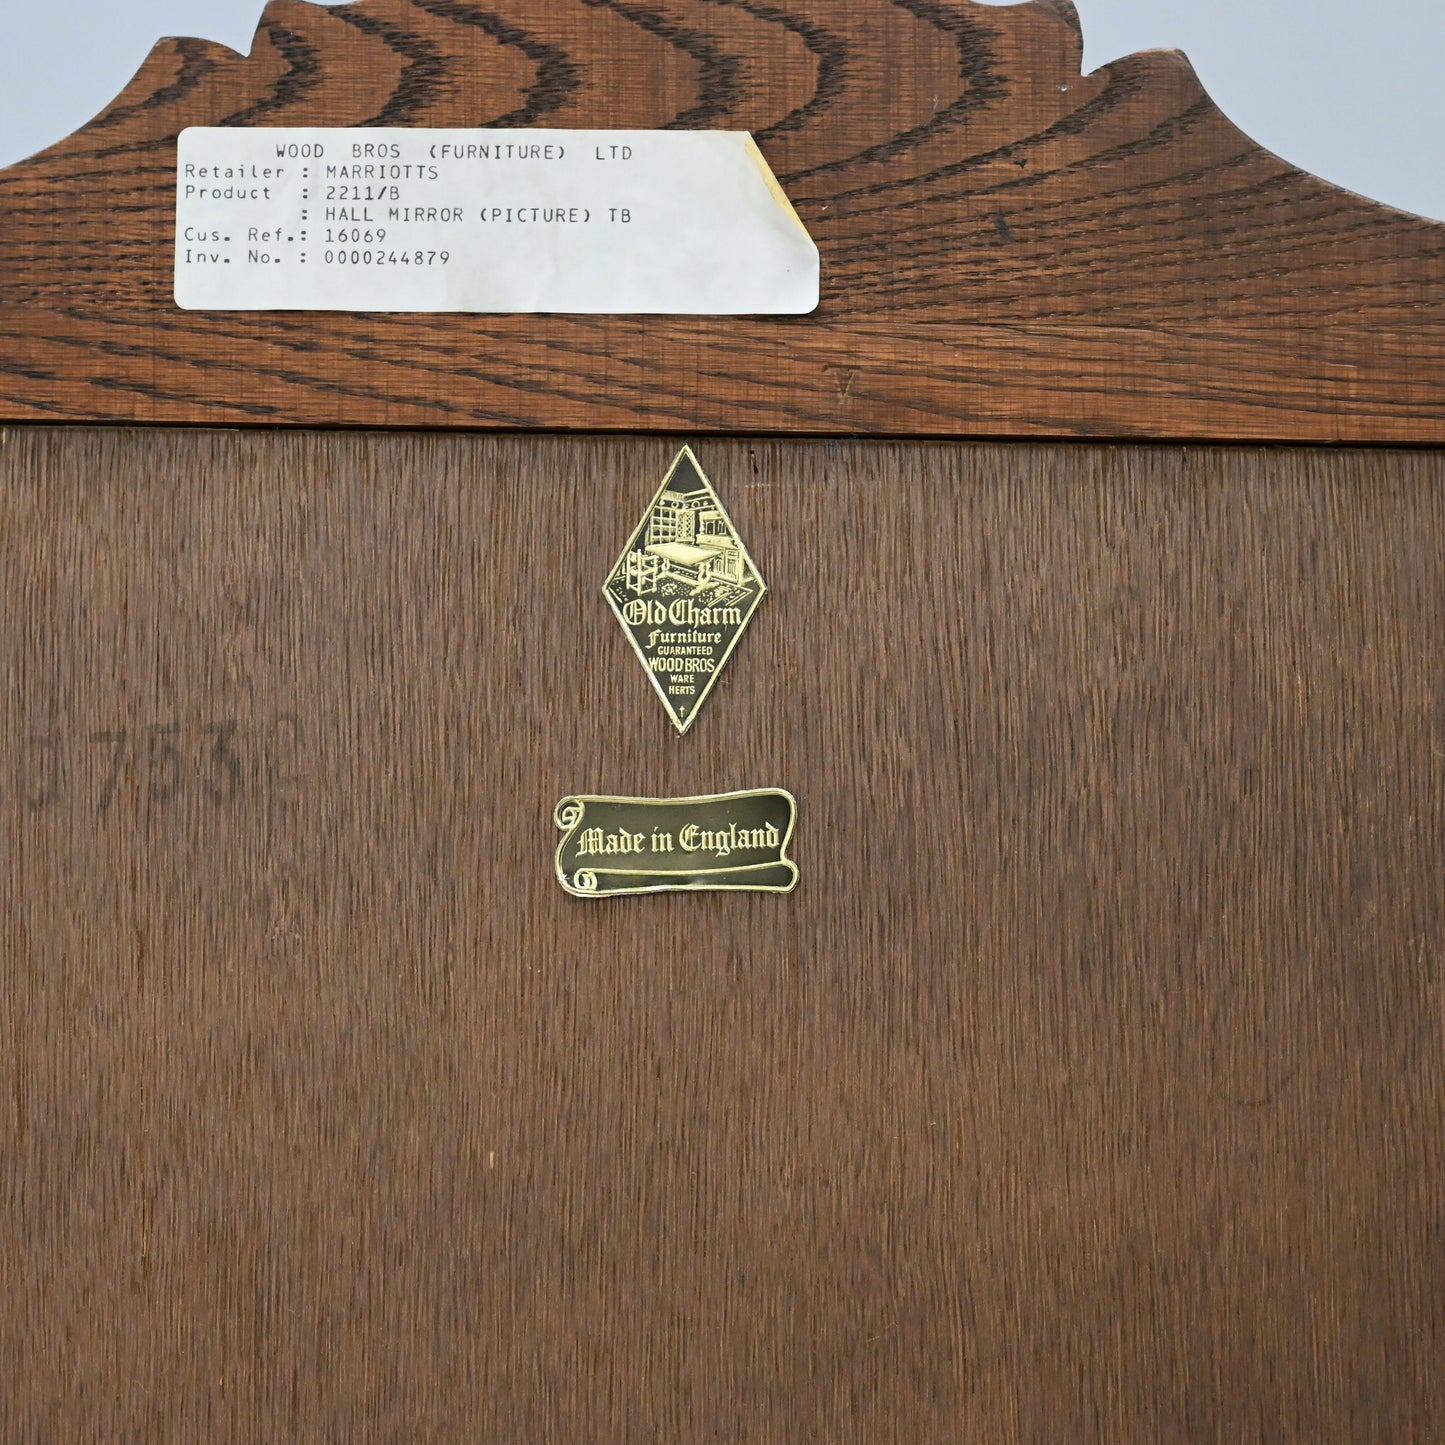 WOOD BROS (FURNITURE) LTD
Retailer : MARRIOTTS
Product : 2211/B
: HALL MIRROR (PICTURE) TB
Cus. Ref.: 16069
Inv. No. : 0000244879
Old Charm
Furniture
GUARANTEED
WOOD BROS
WARE
HERTS
Made in England